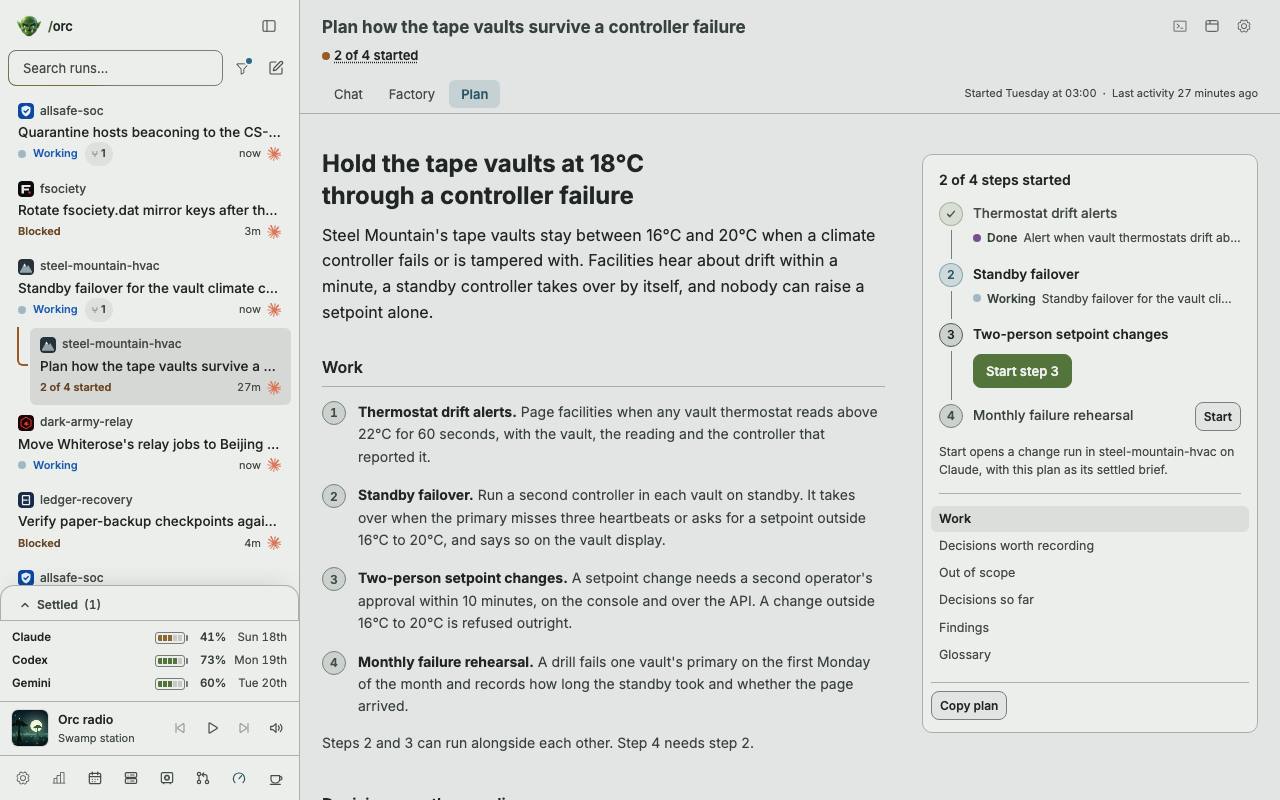 /orc
Search runs...
allsafe-soc
Quarantine hosts beaconing to the CS-...
Working 1 now
fsociety
Rotate fsociety.dat mirror keys after th...
Blocked 3m
steel-mountain-hvac
Standby failover for the vault climate c...
Working 1 now
steel-mountain-hvac
Plan how the tape vaults survive a ...
2 of 4 started 27m
dark-army-relay
Move Whiterose's relay jobs to Beijing ...
Working now
ledger-recovery
Verify paper-backup checkpoints agai...
Blocked 4m
allsafe-soc
Settled (1)
Claude 41% Sun 18th
Codex 73% Mon 19th
Gemini 60% Tue 20th
Orc radio
Swamp station
Plan how the tape vaults survive a controller failure
2 of 4 started
Chat Factory Plan
Started Tuesday at 03:00 · Last activity 27 minutes ago
Hold the tape vaults at 18°C
through a controller failure
Steel Mountain's tape vaults stay between 16°C and 20°C when a climate
controller fails or is tampered with. Facilities hear about drift within a
minute, a standby controller takes over by itself, and nobody can raise a
setpoint alone.
Work
1 Thermostat drift alerts. Page facilities when any vault thermostat reads above
22°C for 60 seconds, with the vault, the reading and the controller that
reported it.
2 Standby failover. Run a second controller in each vault on standby. It takes
over when the primary misses three heartbeats or asks for a setpoint outside
16°C to 20°C, and says so on the vault display.
3 Two-person setpoint changes. A setpoint change needs a second operator's
approval within 10 minutes, on the console and over the API. A change outside
16°C to 20°C is refused outright.
4 Monthly failure rehearsal. A drill fails one vault's primary on the first Monday
of the month and records how long the standby took and whether the page
arrived.
Steps 2 and 3 can run alongside each other. Step 4 needs step 2.
2 of 4 steps started
Thermostat drift alerts
Done Alert when vault thermostats drift ab...
2 Standby failover
Working Standby failover for the vault cli...
3 Two-person setpoint changes
Start step 3
4 Monthly failure rehearsal Start
Start opens a change run in steel-mountain-hvac on
Claude, with this plan as its settled brief.
Work
Decisions worth recording
Out of scope
Decisions so far
Findings
Glossary
Copy plan